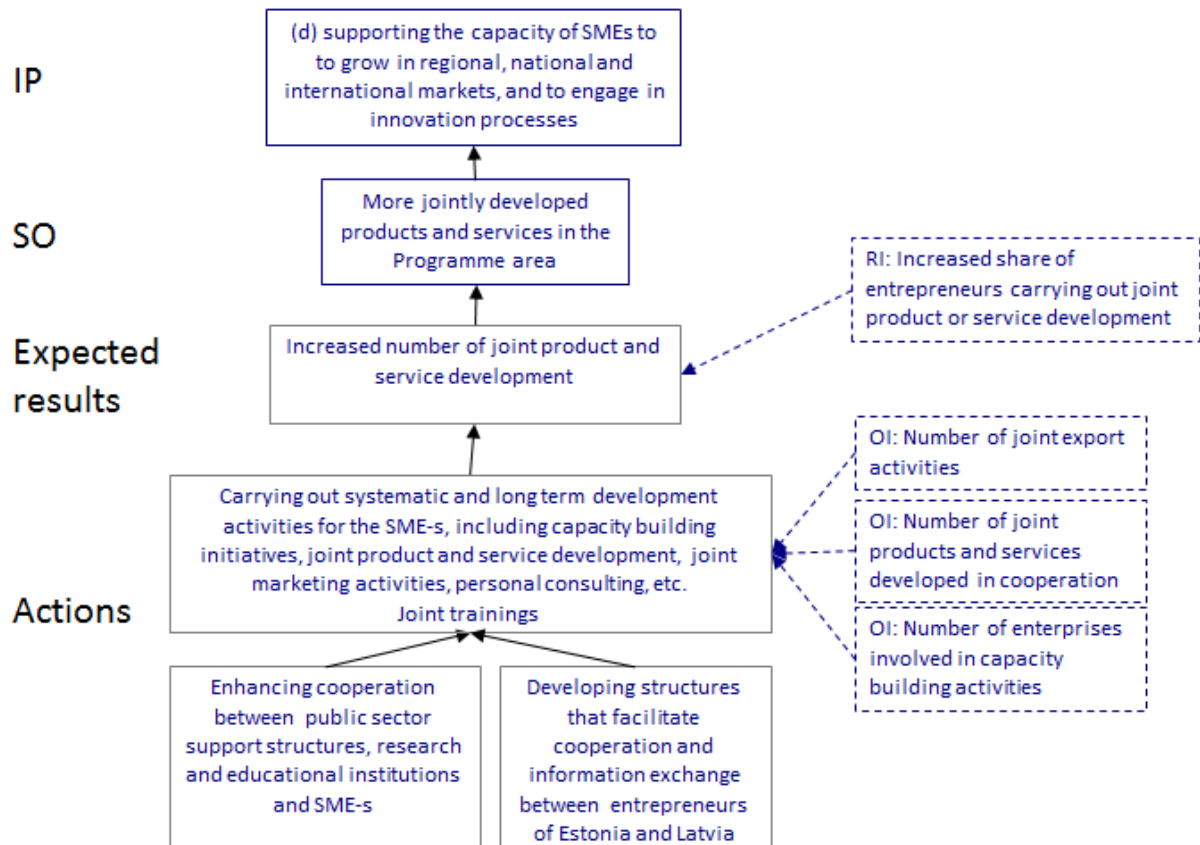 IP
(d) supporting the capacity of SMEs to
to grow in regional, national and
international markets, and to engage in
innovation processes
SO
More jointly developed
products and services in the
Programme area
RI: Increased share of
entrepreneurs carrying out joint
product or service development
Expected
results
Increased number of joint product and
service development
OI: Number of joint export
activities
Carrying out systematic and long term development
activities for the SME-s, including capacity building
initiatives, joint product and service development, joint
marketing activities, personal consulting, etc.
Joint trainings
OI: Number of joint
products and services
developed in cooperation
Actions
OI: Number of enterprises
involved in capacity
building activities
Enhancing cooperation
between public sector
support structures, research
and educational institutions
and SME-s
Developing structures
that facilitate
cooperation and
information exchange
between entrepreneurs
of Estonia and Latvia